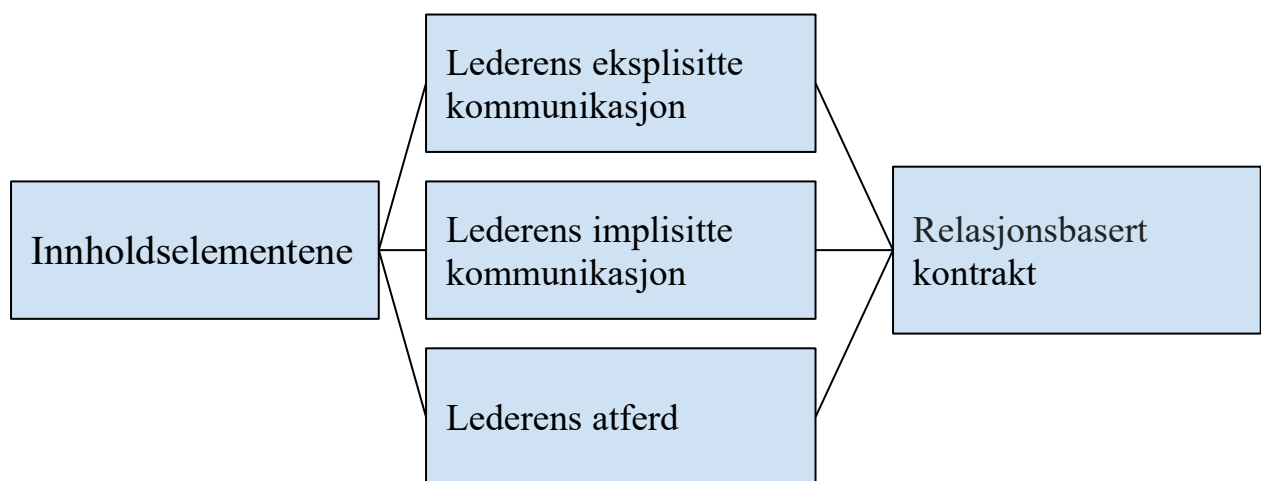 Innholdselementene
Lederens eksplisitte
kommunikasjon
Lederens implisitte
kommunikasjon
Lederens atferd
Relasjonsbasert
kontrakt